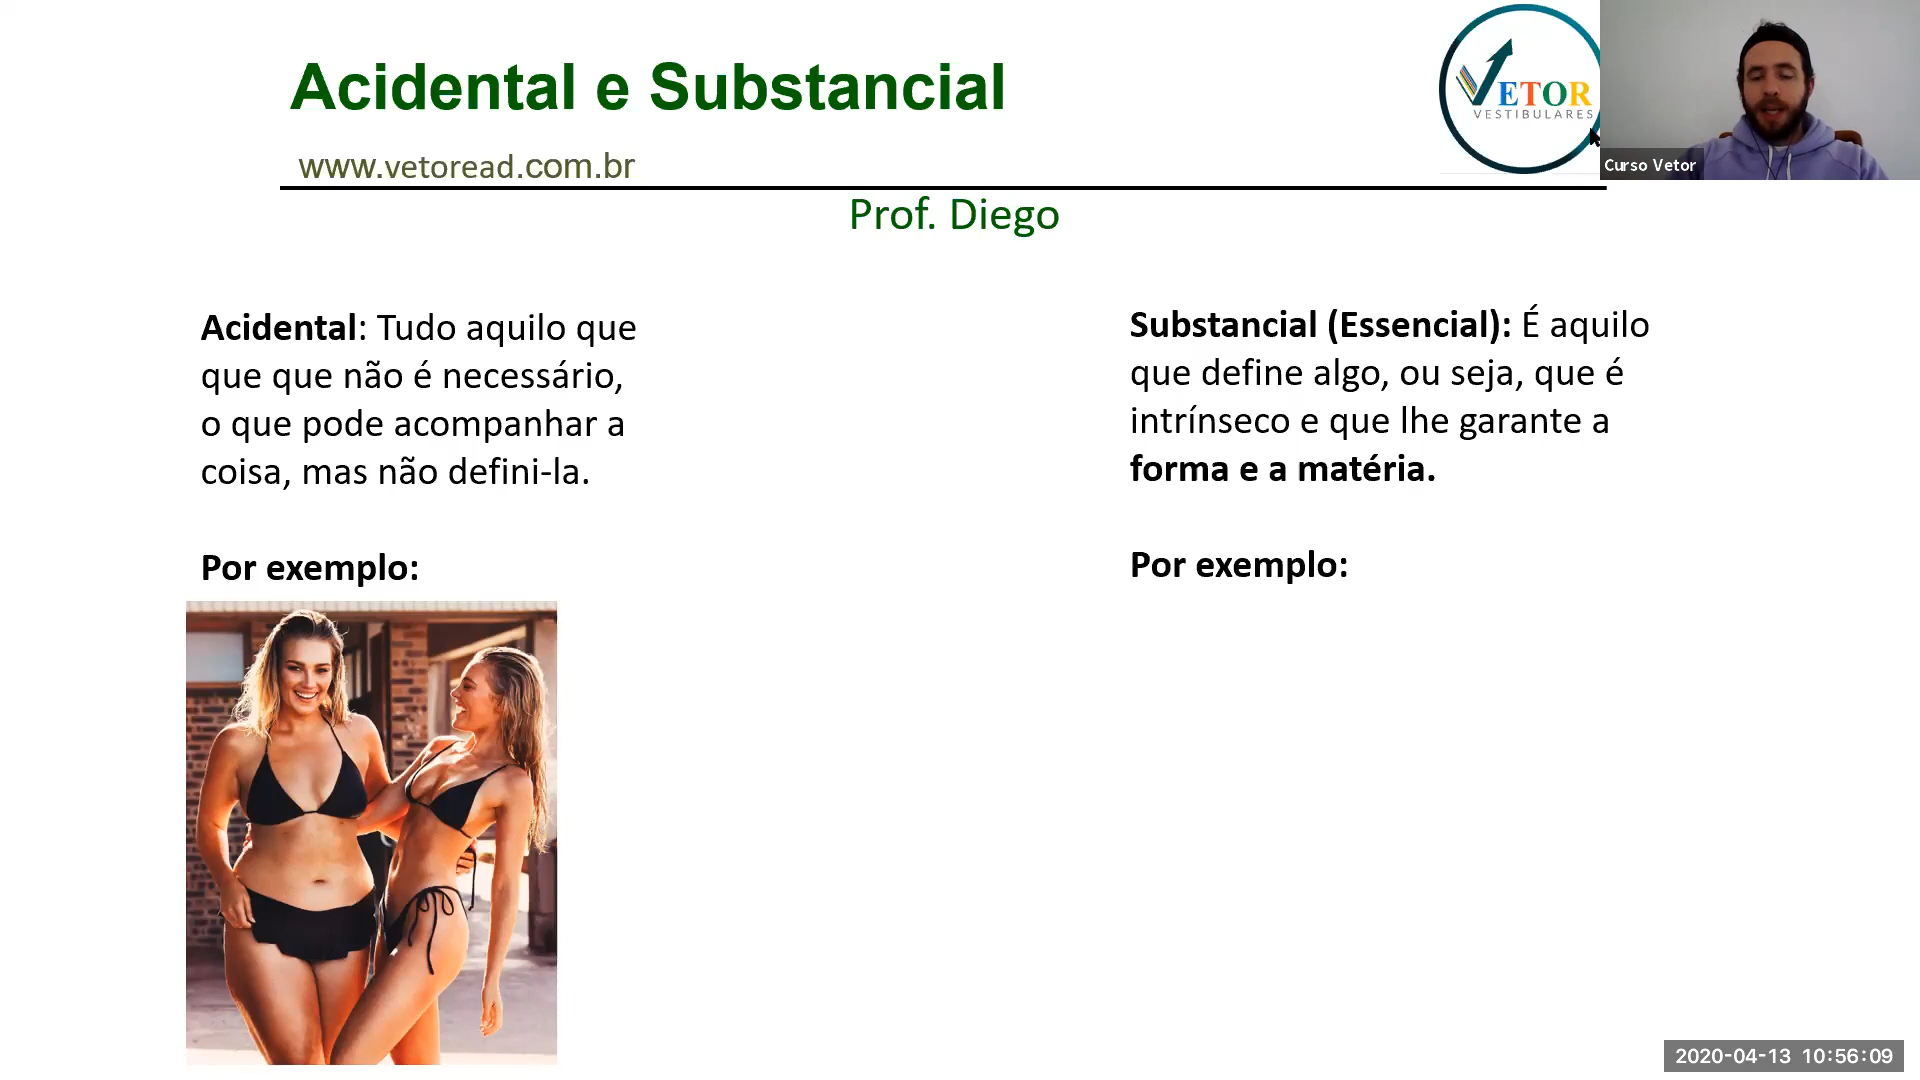 Acidental e Substancial
VETOR
VESTIBULARES
Curso Vetor
www.vetoread.com.br
Prof. Diego
Acidental: Tudo aquilo que
que que não é necessário,
o que pode acompanhar a
coisa, mas não defini-la.
Por exemplo:
Substancial (Essencial): É aquilo
que define algo, ou seja, que é
intrínseco e que lhe garante a
forma e a matéria.
Por exemplo:
2020-04-13 10:56:09